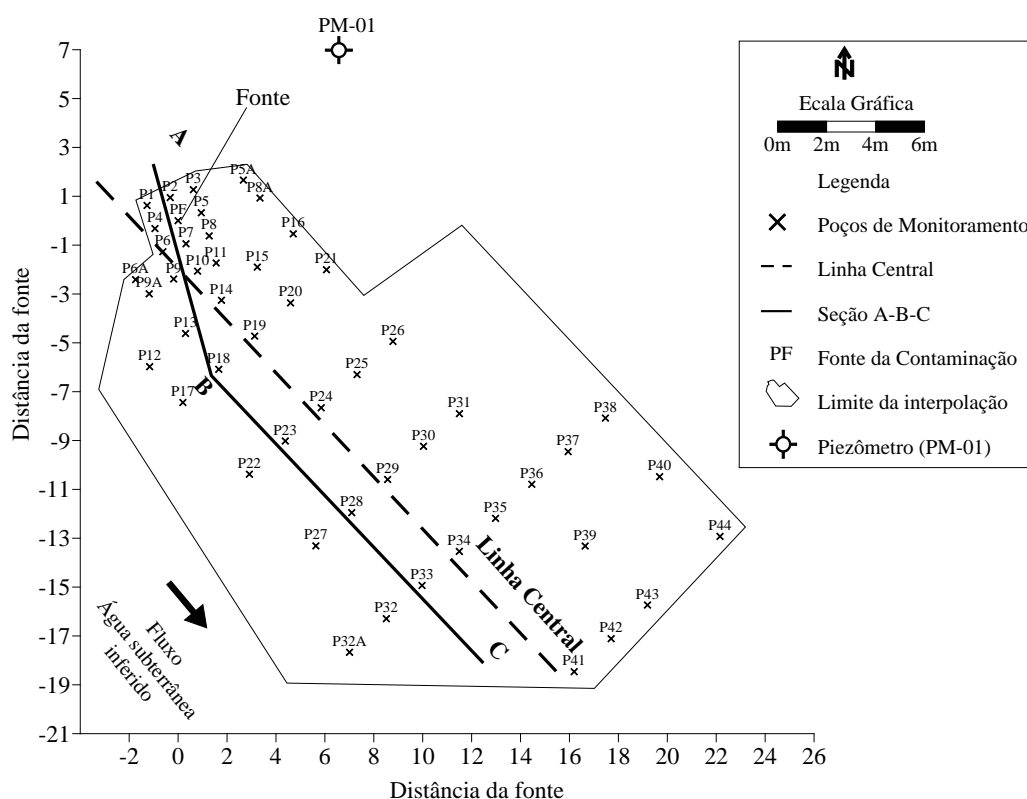 PM-01
7
5
3
1
-1
-3
-5
-7
-9
-11
-13
-15
-17
-19
-21
Distância da fonte
-2 0 2 4 6 8 10 12 14 16 18 20 22 24 26
Distância da fonte
Fonte
A
B
C
P1
P2
P3
P5A
P8A
P4
PF
P5
P6
P7
P8
P16
P6A
P9
P10
P11
P15
P21
P9A
P14
P20
P13
P19
P26
P12
P18
P25
P17
P24
P31
P38
P23
P30
P37
P22
P29
P36
P40
P28
P35
P27
P34
P39
P44
P33
P32
P43
P32A
P42
P41
Linha Central
Fluxo
Água subterrânea
inferido
N
Ecala Gráfica
0m 2m 4m 6m
Legenda
Poços de Monitoramento
Linha Central
Seção A-B-C
PF Fonte da Contaminação
Limite da interpolação
Piezômetro (PM-01)